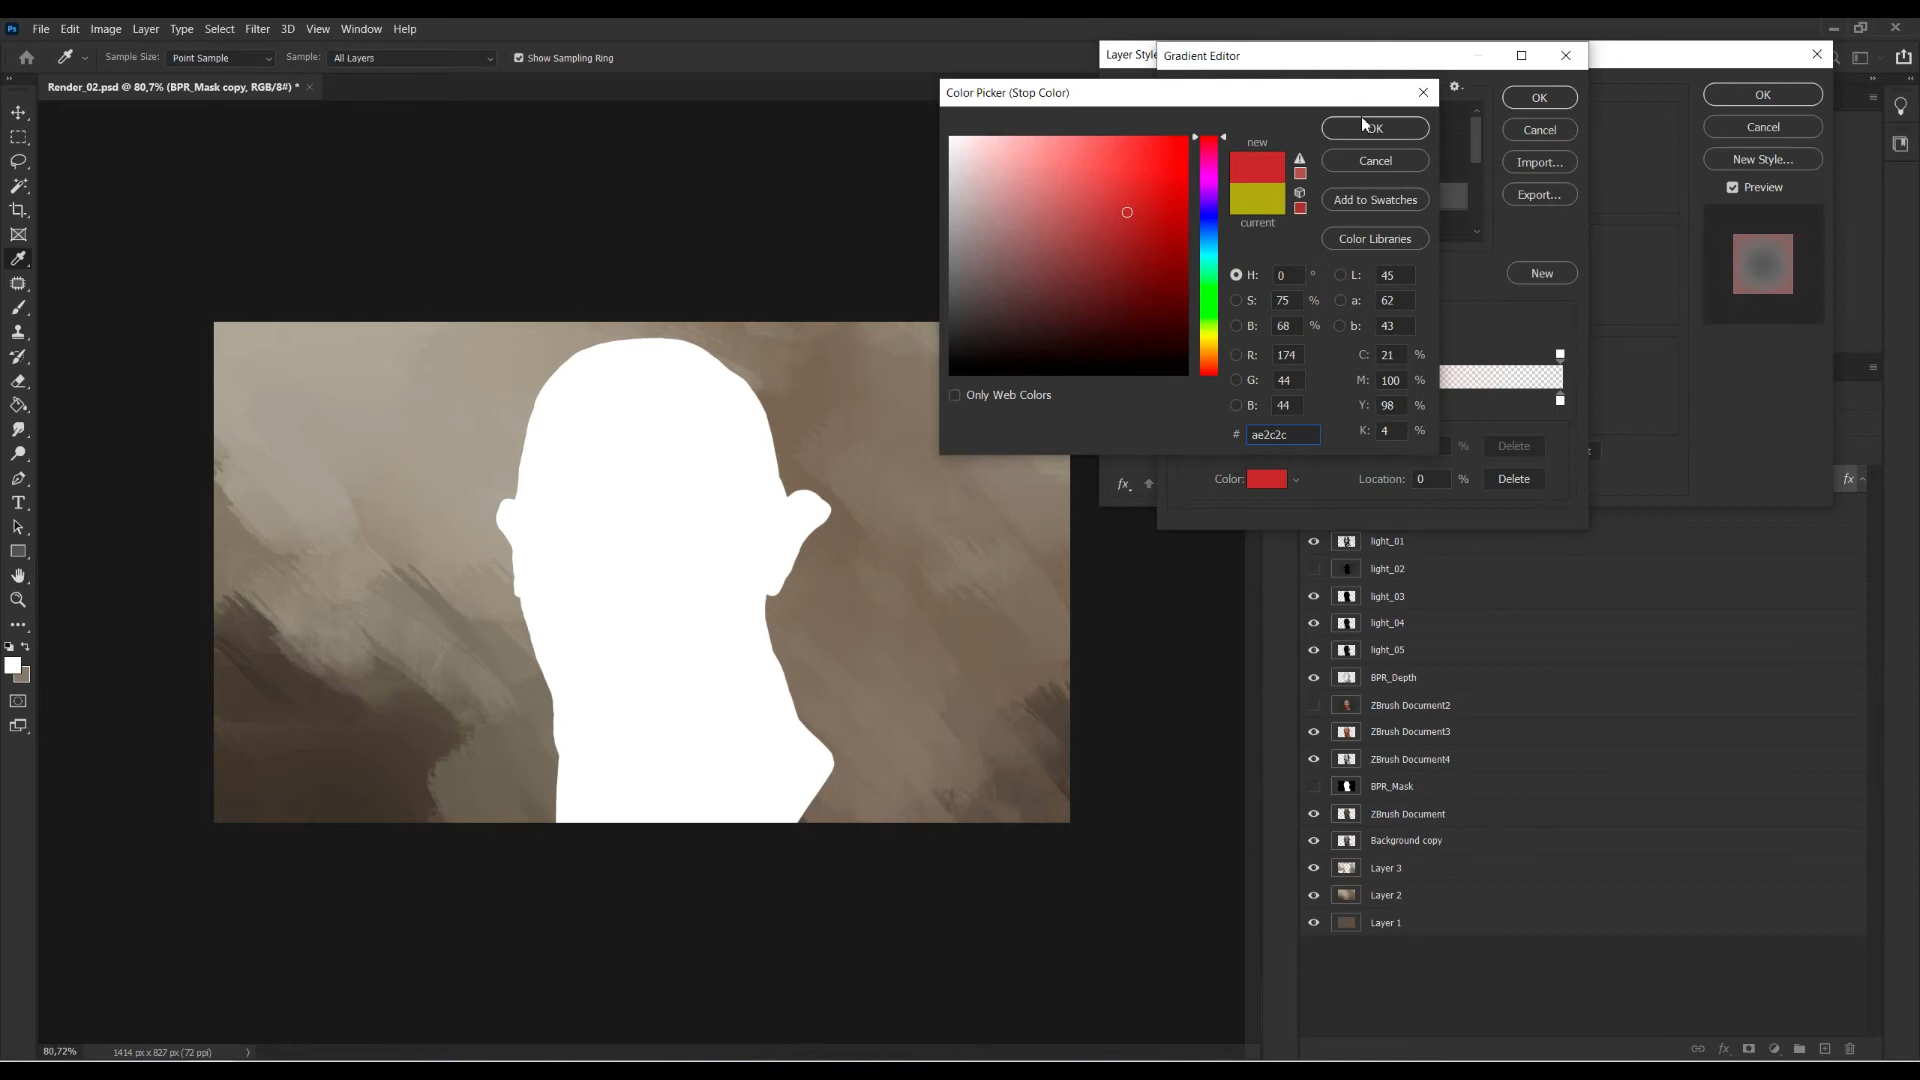 Ps File Edit Image Layer Type Select Filter 3D View Window Help
Sample Size: Point Sample Sample: All Layers Show Sampling Ring
Render_02.psd @ 80,7% (BPR_Mask copy, RGB/8#) *
Layer Style
OK
Cancel
New Style...
Preview
Gradient Editor
OK
Cancel
Import...
Export...
New
Color Picker (Stop Color)
new
current
OK
Cancel
Add to Swatches
Color Libraries
H: 0 ° L: 45
S: 75 % a: 62
B: 68 % b: 43
R: 174 C: 21 %
G: 44 M: 100 %
B: 44 Y: 98 %
# ae2c2c K: 4 %
Only Web Colors
% Delete
Color: Location: 0 % Delete
fx
fx
light_01
light_02
light_03
light_04
light_05
BPR_Depth
ZBrush Document2
ZBrush Document3
ZBrush Document4
BPR_Mask
ZBrush Document
Background copy
Layer 3
Layer 2
Layer 1
80,72% 1414 px x 827 px (72 ppi)
fx